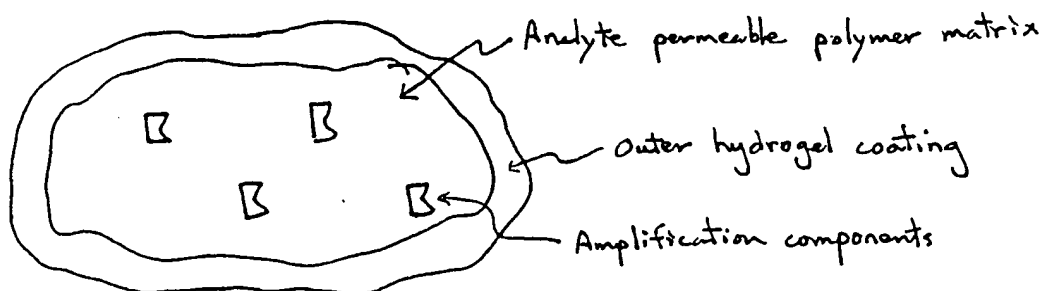 Analyte permeable polymer matrix
Outer hydrogel coating
Amplification components